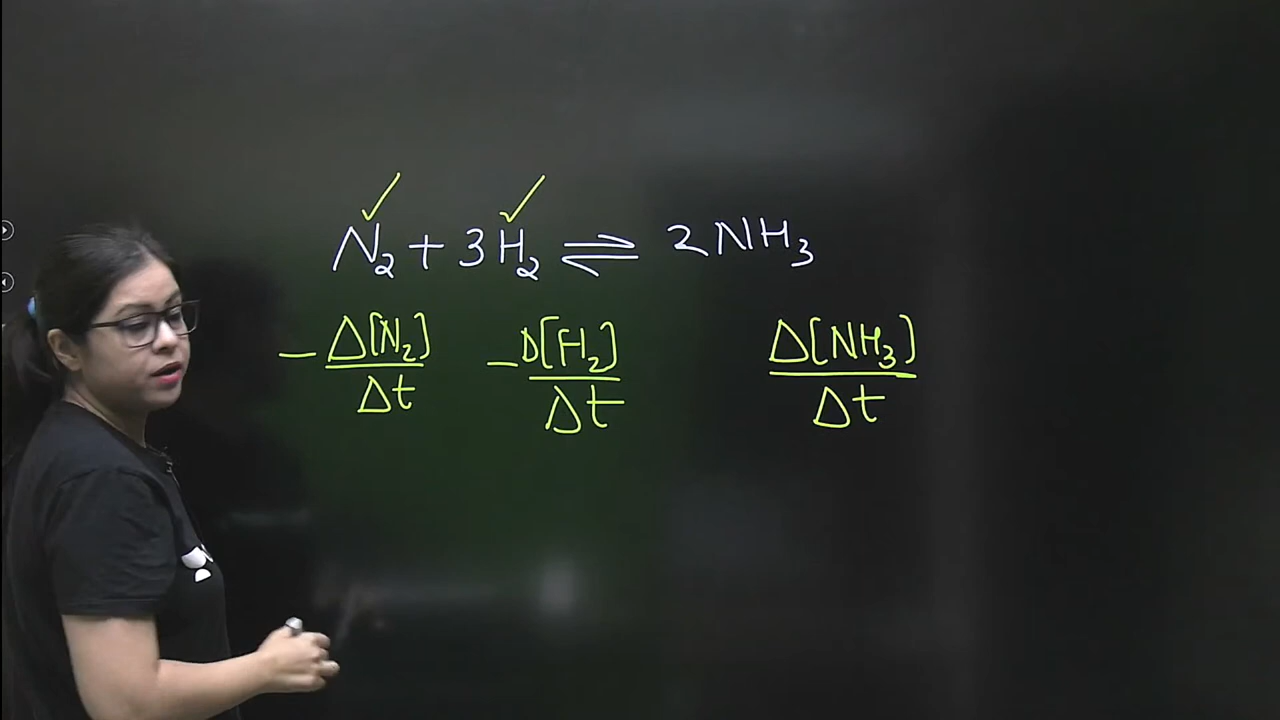 N₂ + 3H₂ ⇌ 2NH₃
- Δ[N₂]/Δt - Δ[H₂]/Δt Δ[NH₃]/Δt